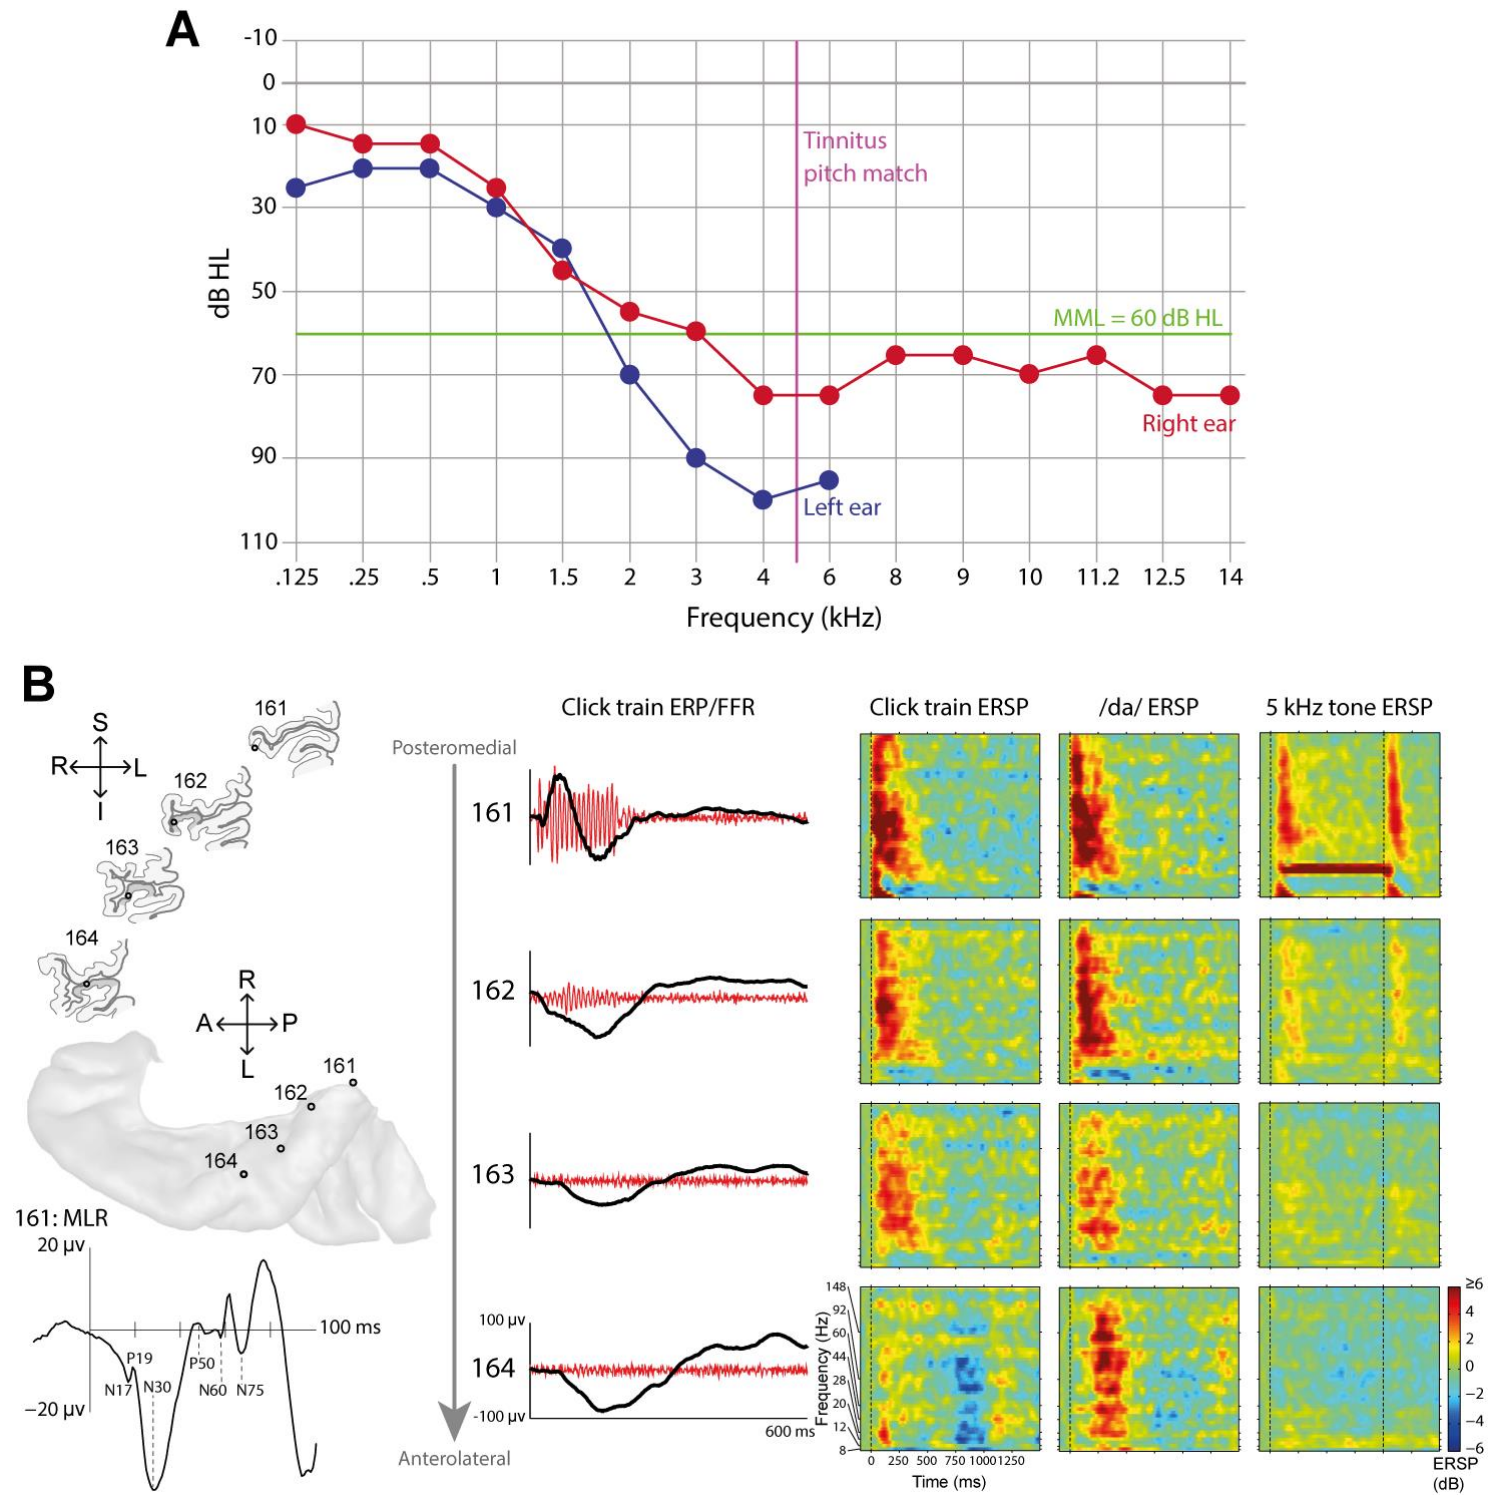 A
-10
0
10
30
50
70
90
110
dB HL
Tinnitus
pitch match
MML = 60 dB HL
Right ear
Left ear
.125 .25 .5 1 1.5 2 3 4 6 8 9 10 11.2 12.5 14
Frequency (kHz)
B
S
R L
I
161
162
163
164
R
A P
L
161
162
163
164
161: MLR
20 µv
100 ms
P19
N17
N30
P50
N60
N75
−20 µv
Posteromedial
Anterolateral
Click train ERP/FFR
161
162
163
164
100 µv
-100 µv
600 ms
Click train ERSP /da/ ERSP 5 kHz tone ERSP
148
92
60
44
28
20
12
8
Frequency (Hz)
0 250 500 750 1000 1250
Time (ms)
≥6
4
2
0
−2
−4
−6
ERSP
(dB)